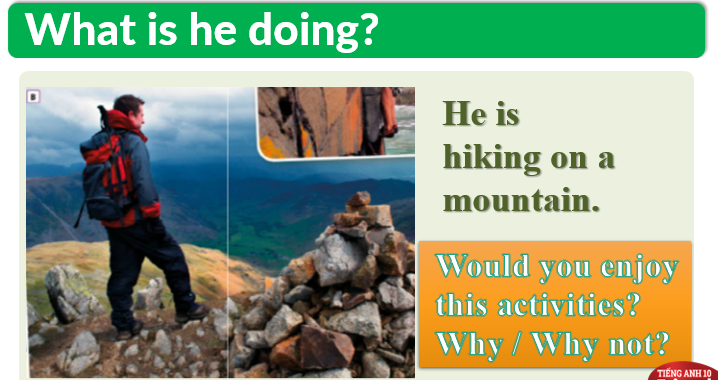 What is he doing?
B
He is
hiking on a
mountain.
Would you enjoy
this activities?
Why / Why not?
TIẾNG ANH 10